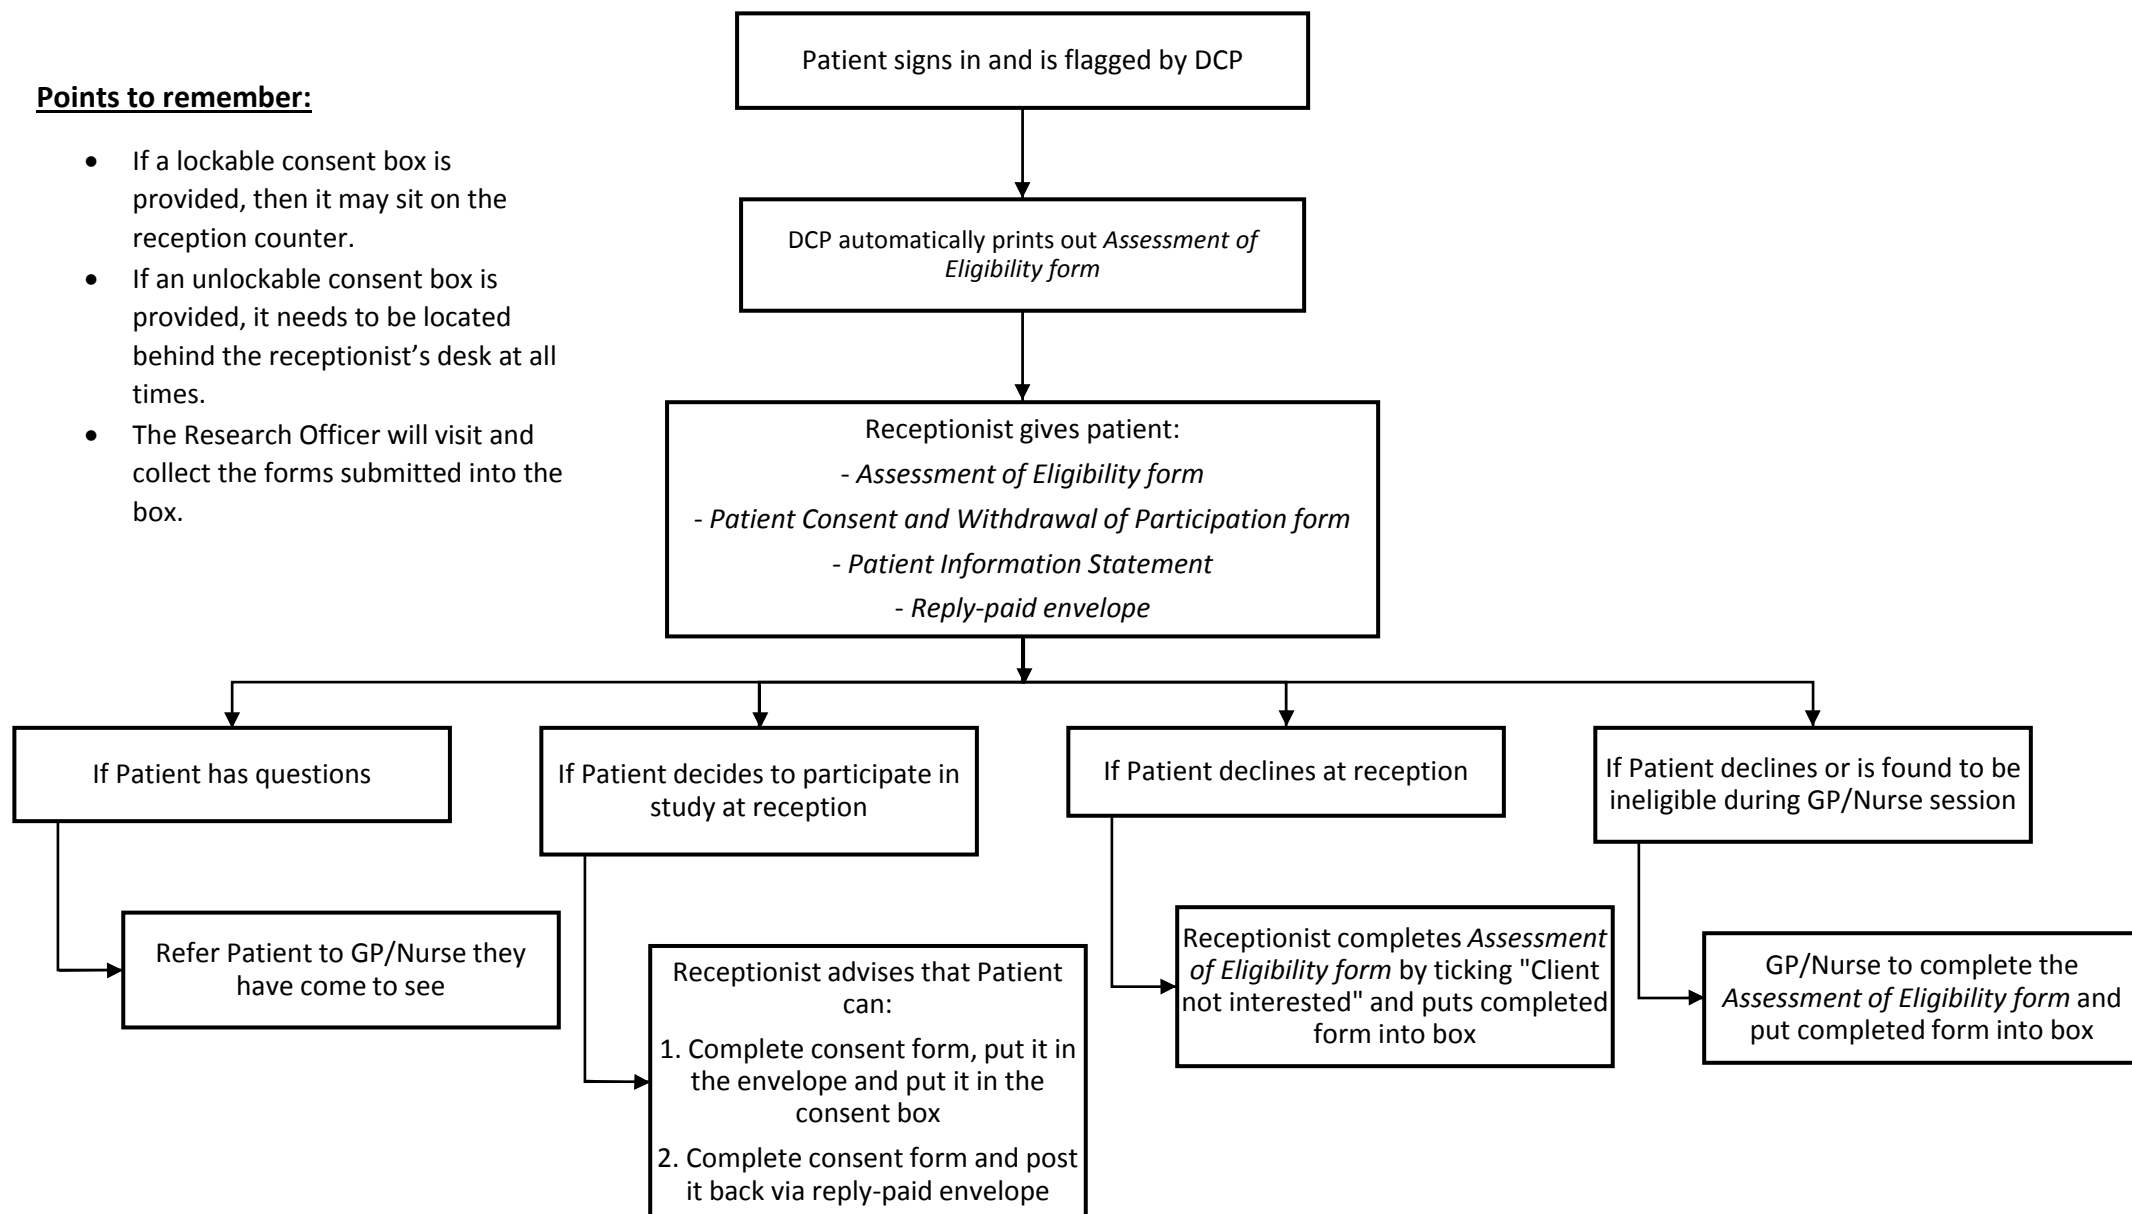 Points to remember:
• If a lockable consent box is
provided, then it may sit on the
reception counter.
• If an unlockable consent box is
provided, it needs to be located
behind the receptionist’s desk at all
times.
• The Research Officer will visit and
collect the forms submitted into the
box.
Patient signs in and is flagged by DCP
DCP automatically prints out Assessment of
Eligibility form
Receptionist gives patient:
- Assessment of Eligibility form
- Patient Consent and Withdrawal of Participation form
- Patient Information Statement
- Reply-paid envelope
If Patient has questions
Refer Patient to GP/Nurse they
have come to see
If Patient decides to participate in
study at reception
Receptionist advises that Patient
can:
1. Complete consent form, put it in
the envelope and put it in the
consent box
2. Complete consent form and post
it back via reply-paid envelope
If Patient declines at reception
Receptionist completes Assessment
of Eligibility form by ticking "Client
not interested" and puts completed
form into box
If Patient declines or is found to be
ineligible during GP/Nurse session
GP/Nurse to complete the
Assessment of Eligibility form and
put completed form into box